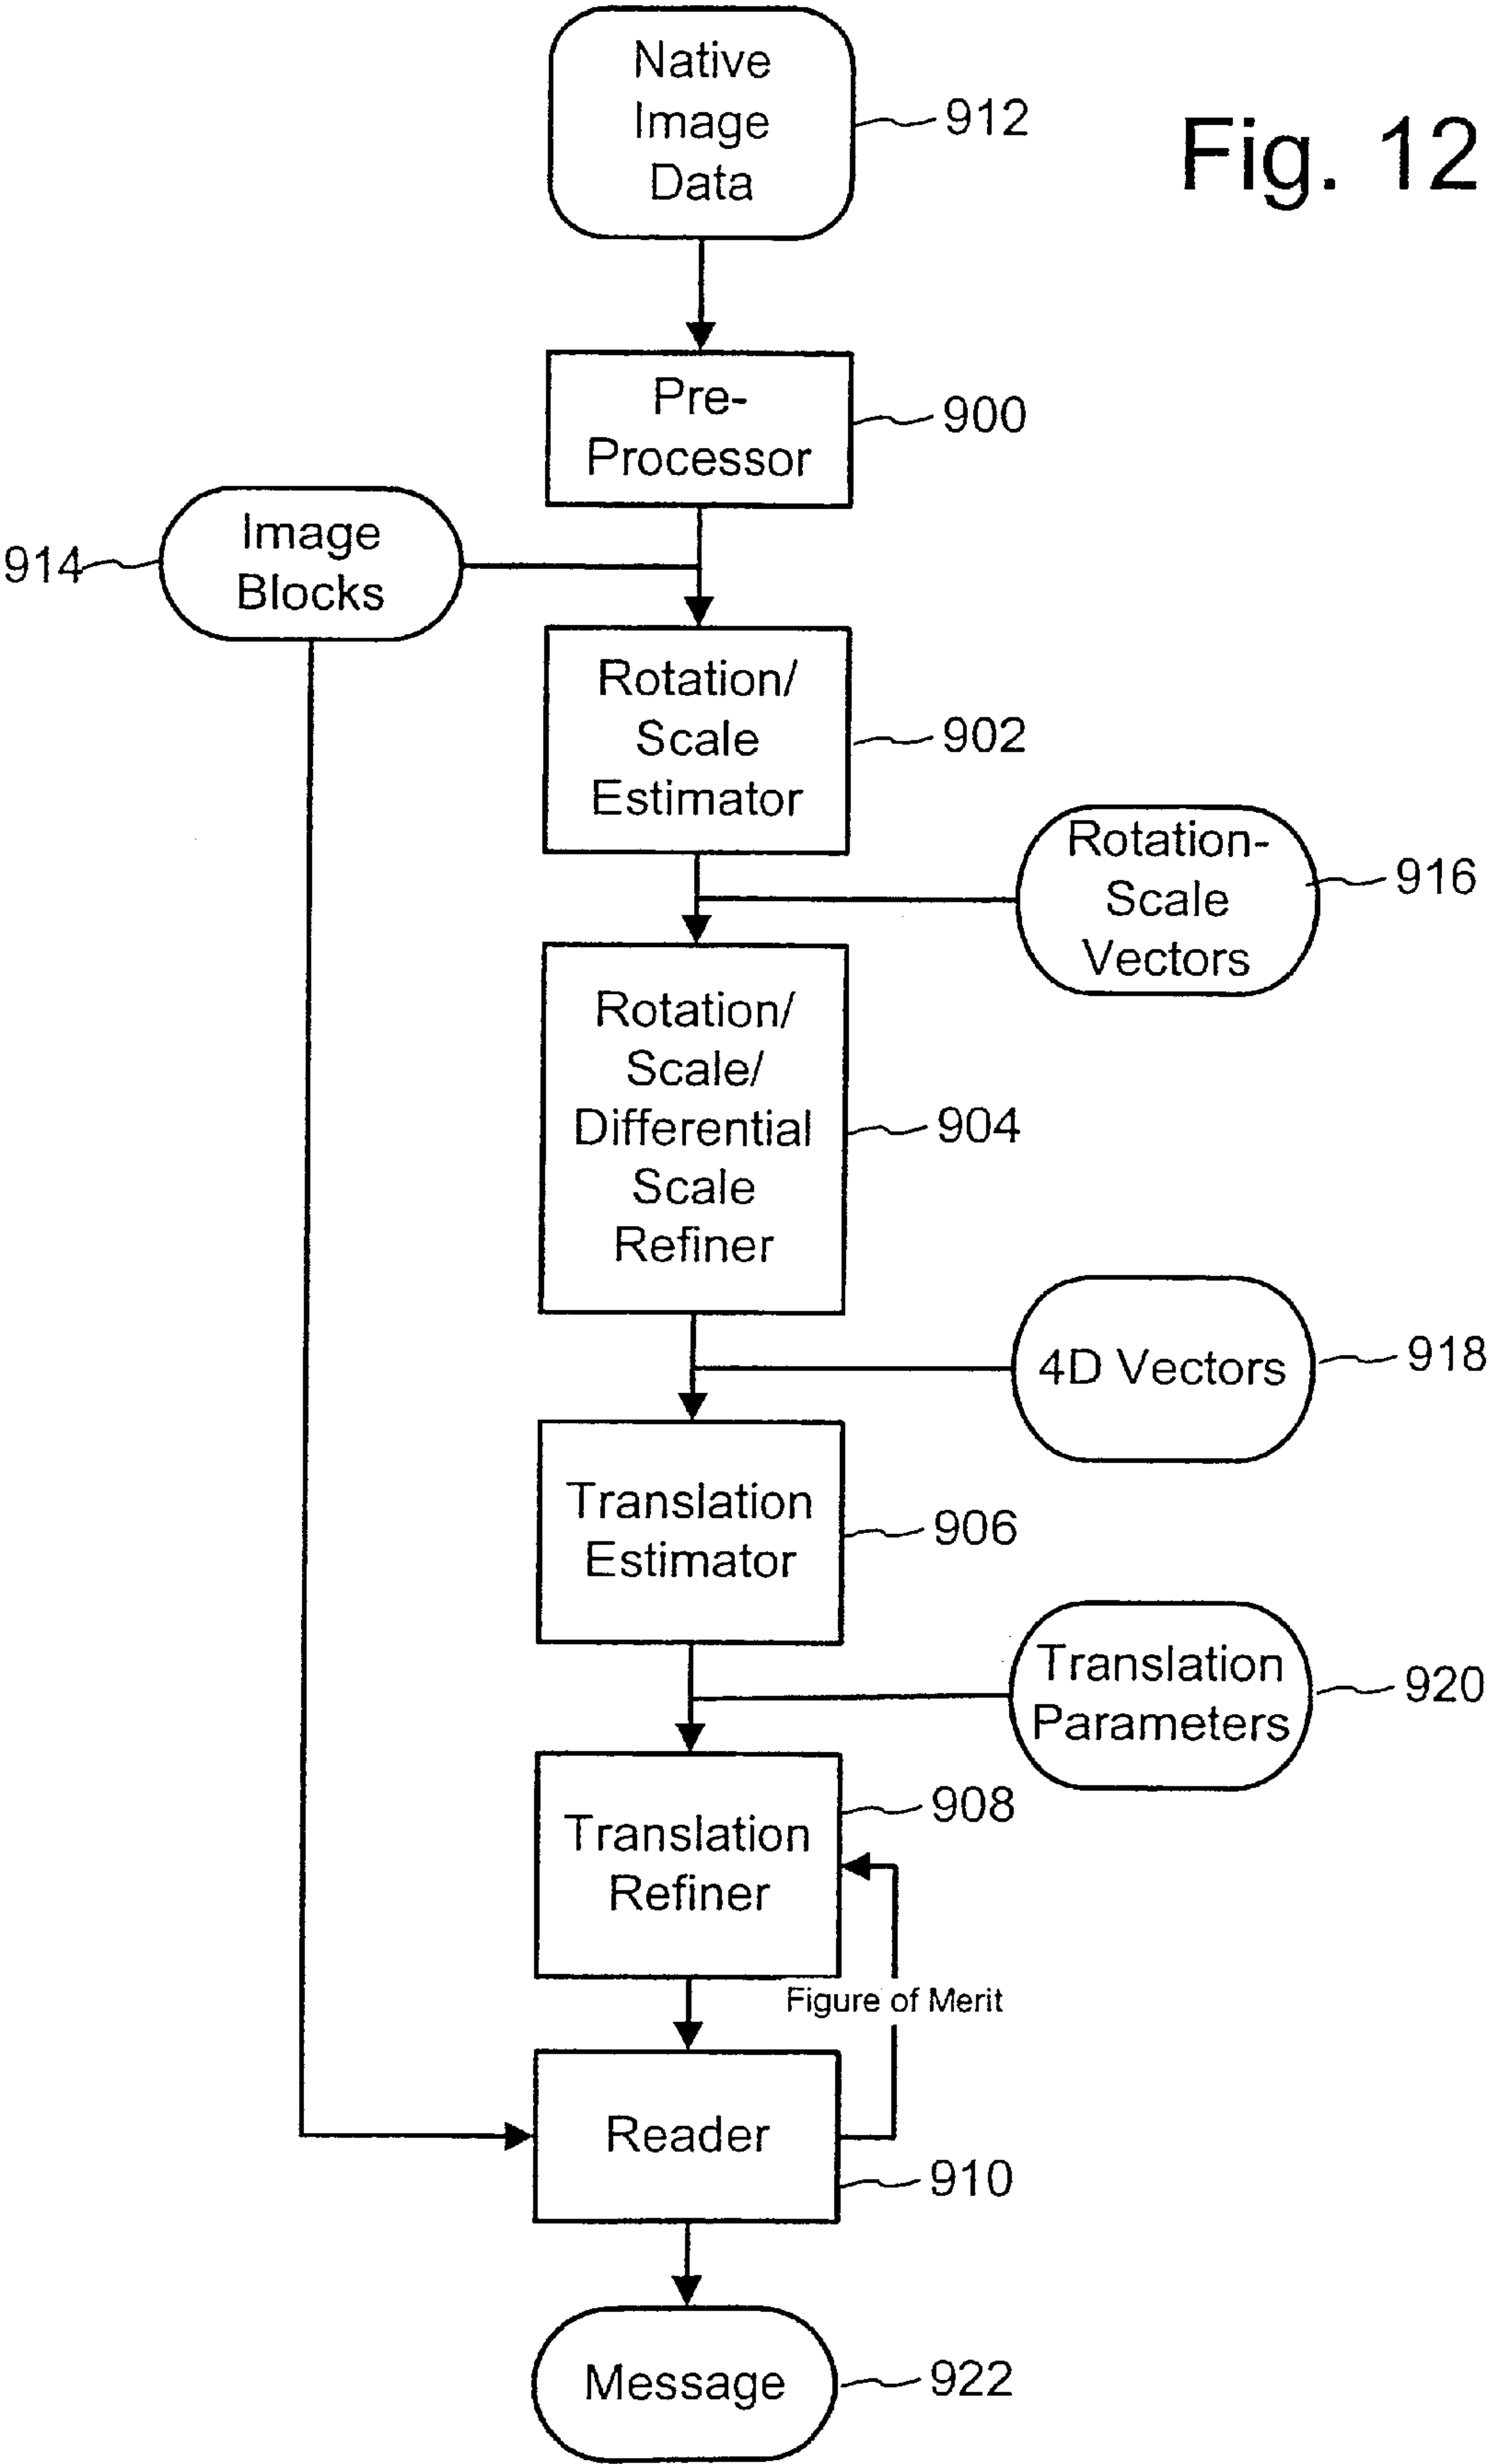 Native
Image
Data
912
Fig. 12
Pre-
Processor
900
Image
Blocks
914
Rotation/
Scale
Estimator
902
Rotation-
Scale
Vectors
916
Rotation/
Scale/
Differential
Scale
Refiner
904
4D Vectors
918
Translation
Estimator
906
Translation
Parameters
920
Translation
Refiner
908
Figure of Merit
Reader
910
Message
922